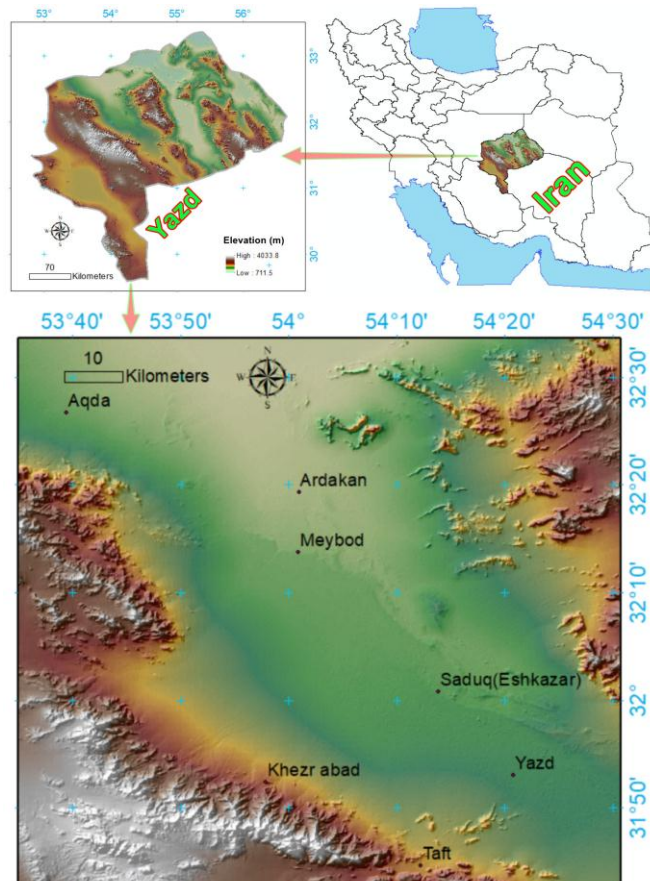 53° 54° 55° 56°
33°
32°
31°
30°
Yazd
N
W E
S
70
Kilometers
Elevation (m)
High : 4033.8
Low : 711.5
Iran
53°40' 53°50' 54° 54°10' 54°20' 54°30'
10
Kilometers
N
W E
S
32°30'
Aqda
Ardakan
32°20'
Meybod
32°10'
Saduq(Eshkazar)
32°
Khezr abad
Yazd
31°50'
Taft